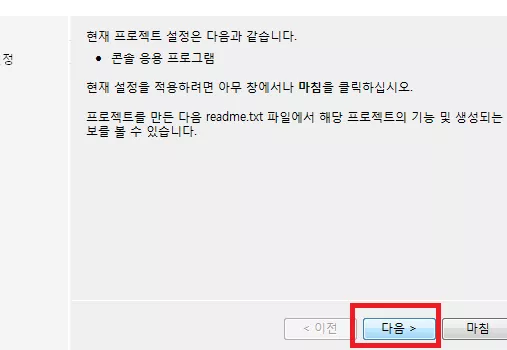 현재 프로젝트 설정은 다음과 같습니다.
정
• 콘솔 응용 프로그램
현재 설정을 적용하려면 아무 창에서나 마침을 클릭하십시오.
프로젝트를 만든 다음 readme.txt 파일에서 해당 프로젝트의 기능 및 생성되는
보를 볼 수 있습니다.
< 이전
다음 >
마침